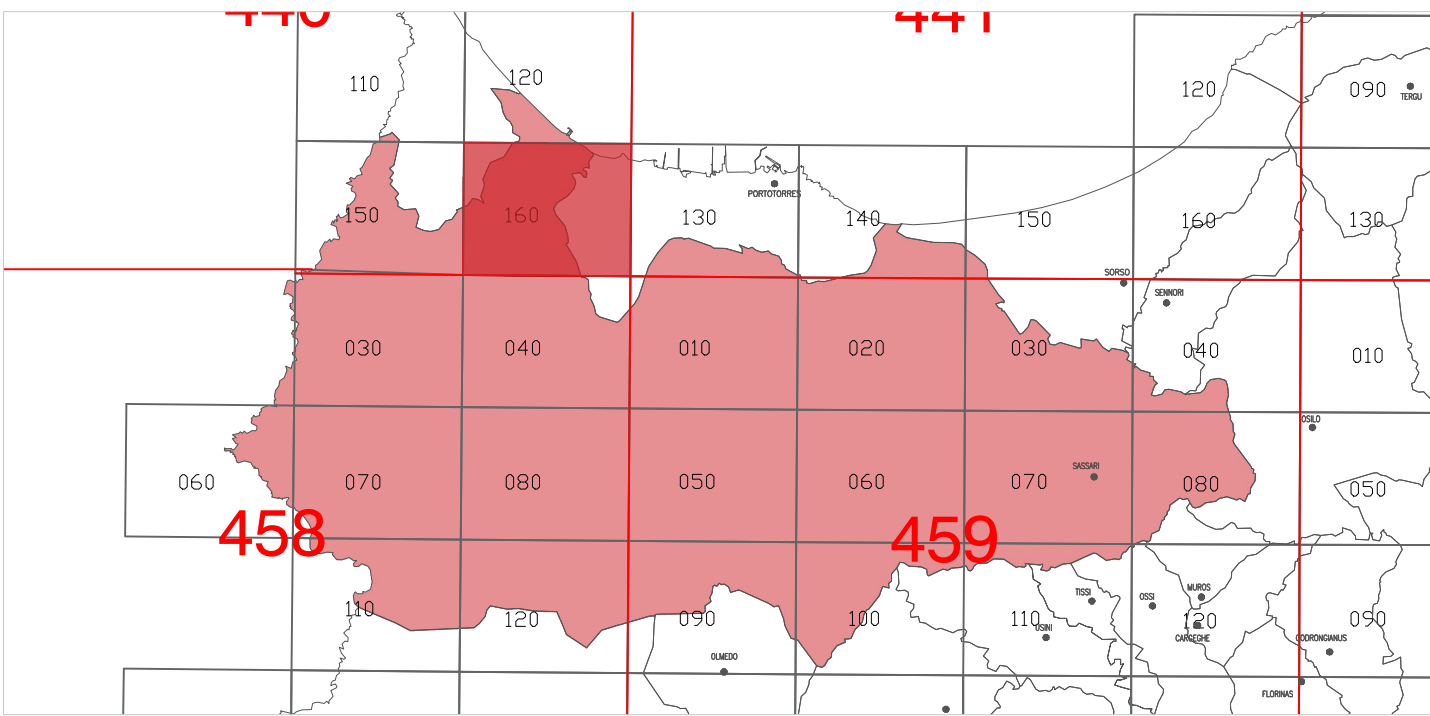 440
441
110
120
120
090
TERGU
150
160
PORTOTORRES
130
140
150
160
130
SORSO
SENNORI
030
040
010
020
030
040
010
OSILO
SASSARI
060
070
080
050
060
070
080
050
458
459
TISSI
MUROS
OSSI
110
120
090
100
110
120
090
USINI
CARGEGHE
CODRONGIANUS
OLMEDO
FLORINAS